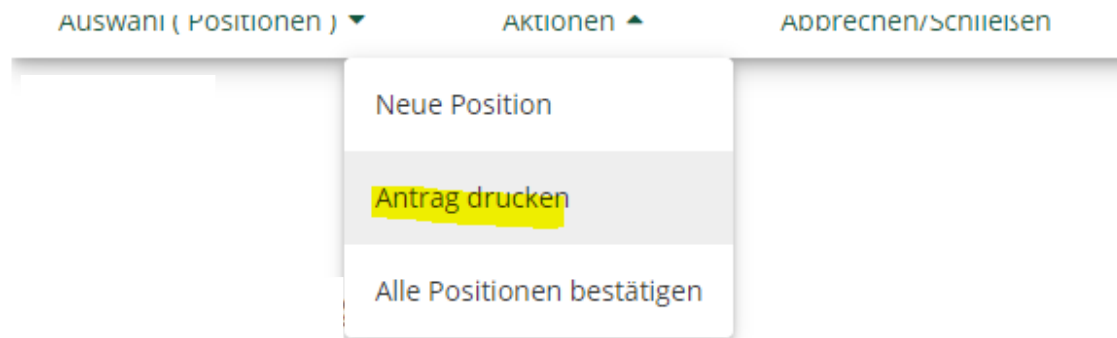 Auswahl ( Positionen ) Aktionen Abbrechen/Schließen
Neue Position
Antrag drucken
Alle Positionen bestätigen